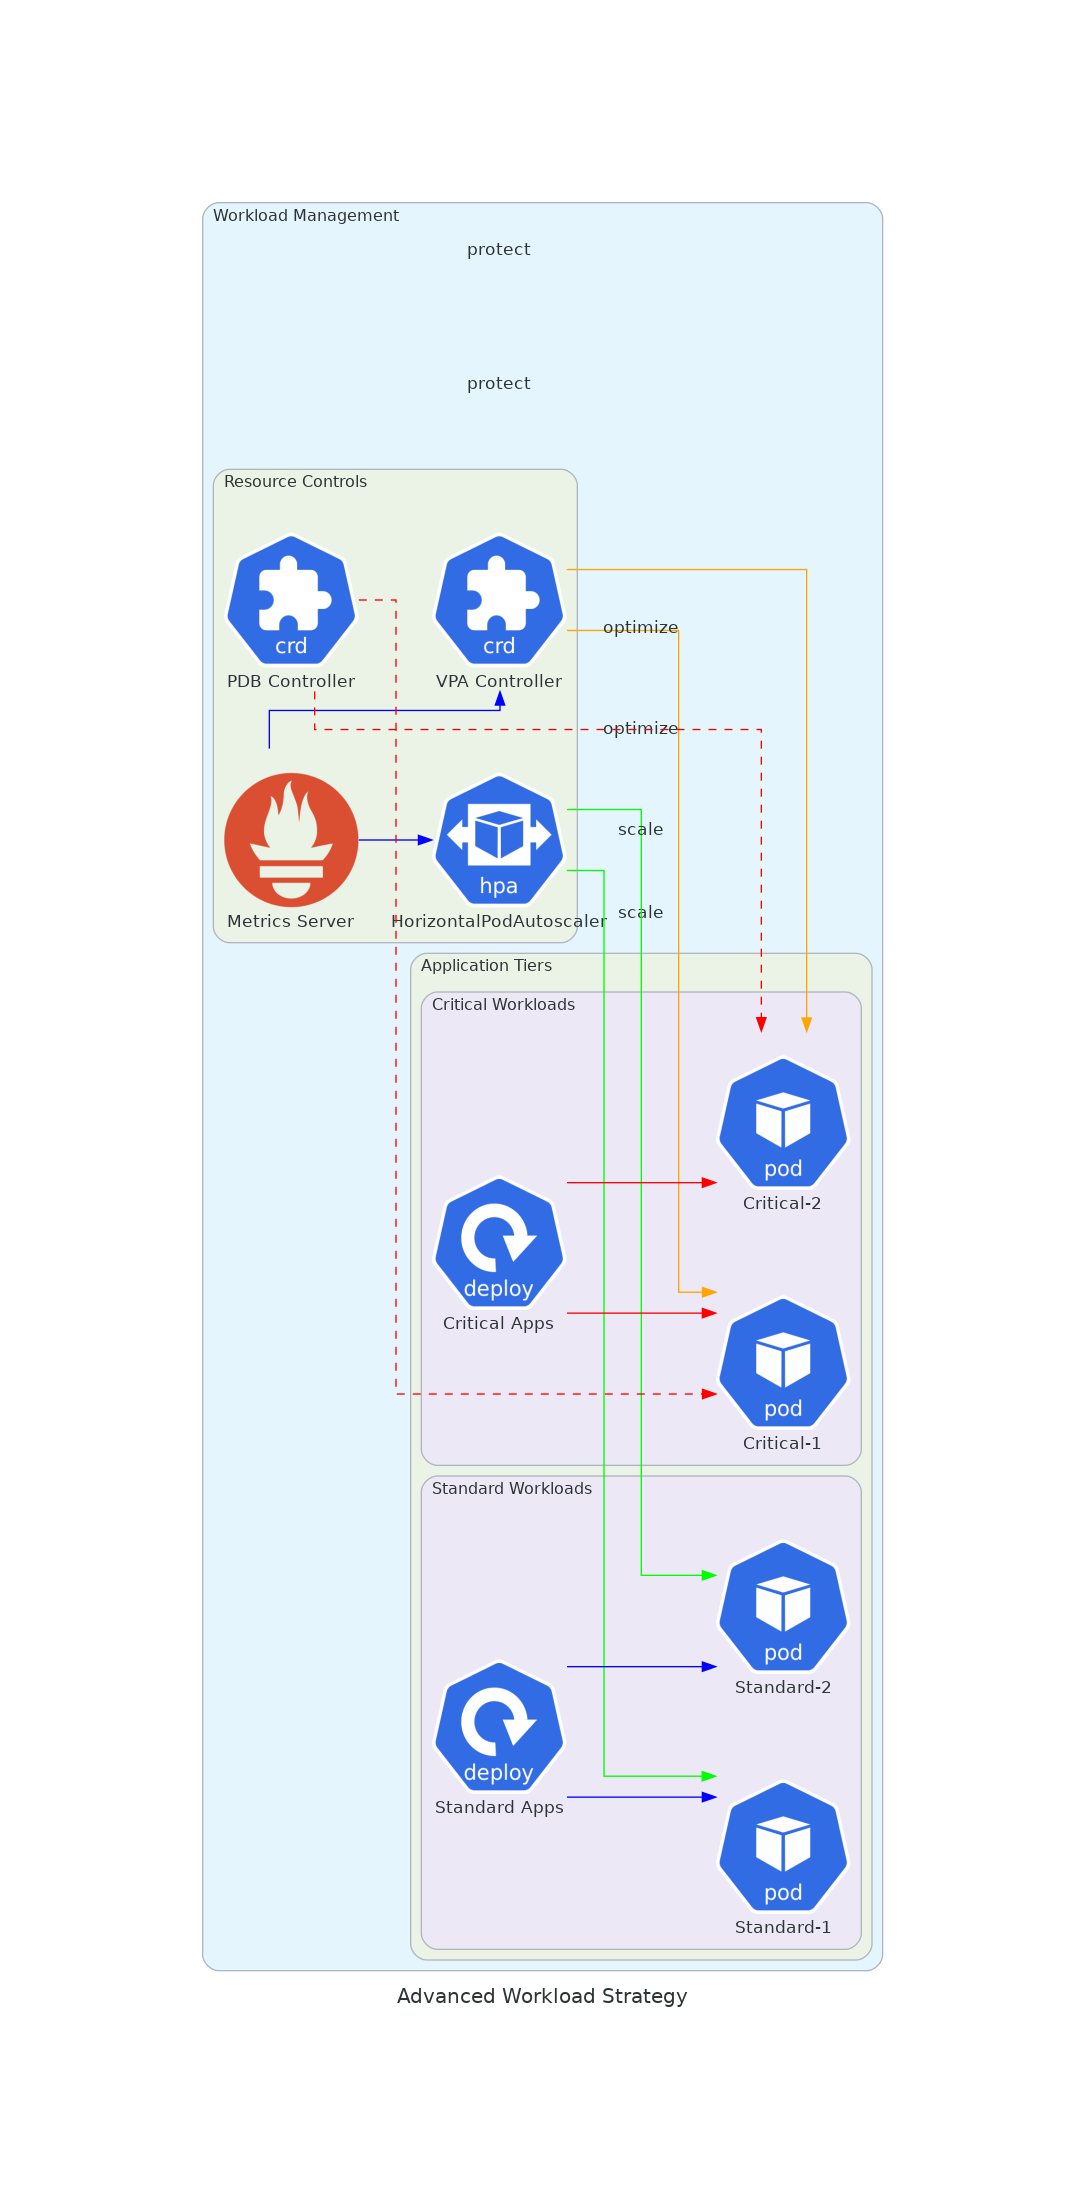 Workload Management
protect
protect
Resource Controls
crd
PDB Controller
crd
VPA Controller
optimize
optimize
Metrics Server
hpa
HorizontalPodAutoscaler
scale
scale
Application Tiers
Critical Workloads
pod
Critical-2
deploy
Critical Apps
pod
Critical-1
Standard Workloads
pod
Standard-2
deploy
Standard Apps
pod
Standard-1
Advanced Workload Strategy